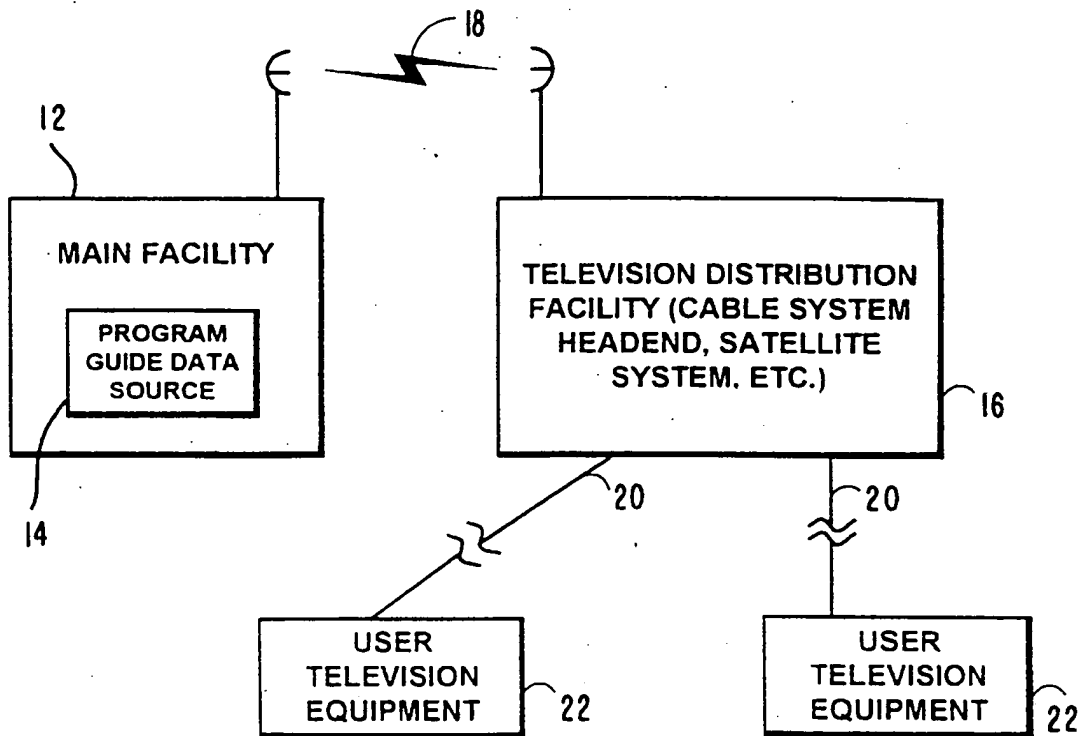 18
12
MAIN FACILITY
PROGRAM
GUIDE DATA
SOURCE
14
TELEVISION DISTRIBUTION
FACILITY (CABLE SYSTEM
HEADEND, SATELLITE
SYSTEM. ETC.)
16
20
20
USER
TELEVISION
EQUIPMENT
22
USER
TELEVISION
EQUIPMENT
22